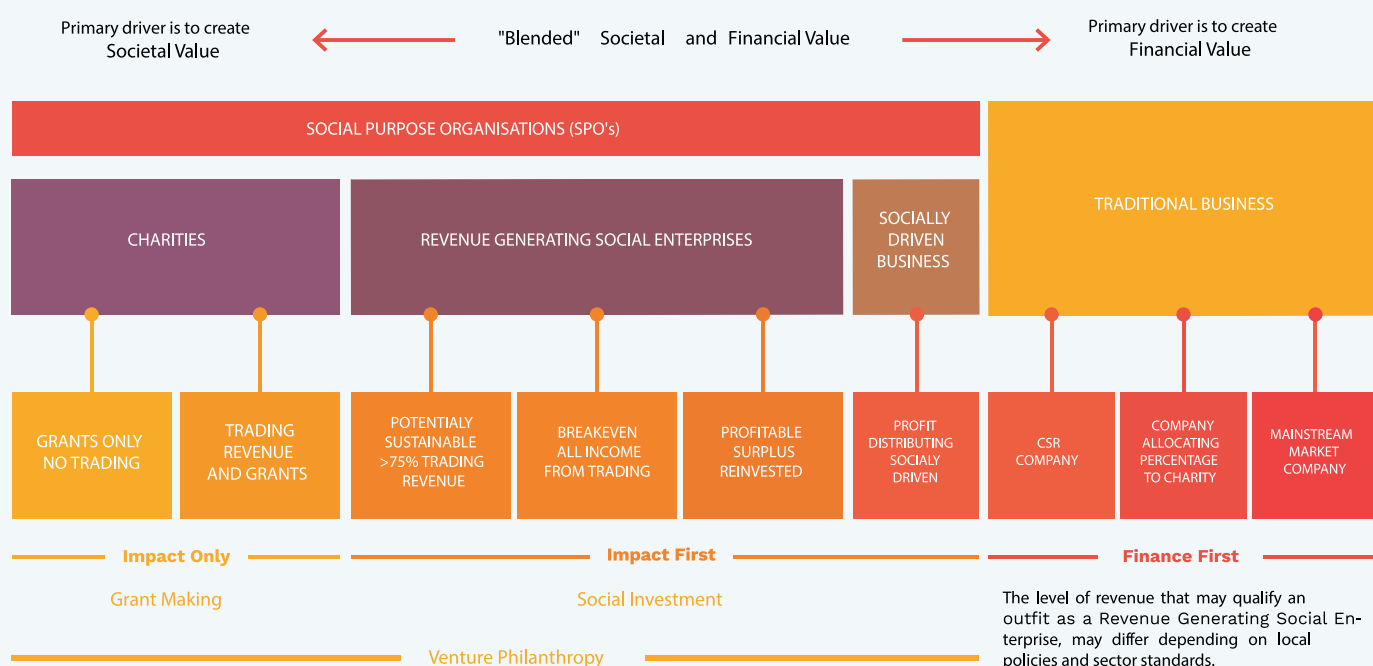 Primary driver is to create
Societal Value
"Blended" Societal and Financial Value
Primary driver is to create
Financial Value
SOCIAL PURPOSE ORGANISATIONS (SPO's)
CHARITIES
REVENUE GENERATING SOCIAL ENTERPRISES
SOCIALLY
DRIVEN
BUSINESS
TRADITIONAL BUSINESS
GRANTS ONLY
NO TRADING
TRADING
REVENUE
AND GRANTS
POTENTIALY
SUSTAINABLE
>75% TRADING
REVENUE
BREAKEVEN
ALL INCOME
FROM TRADING
PROFITABLE
SURPLUS
REINVESTED
PROFIT
DISTRIBUTING
SOCIALY
DRIVEN
CSR
COMPANY
COMPANY
ALLOCATING
PERCENTAGE
TO CHARITY
MAINSTREAM
MARKET
COMPANY
Impact Only
Impact First
Finance First
Grant Making
Social Investment
The level of revenue that may qualify an
outfit as a Revenue Generating Social En-
terprise, may differ depending on local
policies and sector standards.
Venture Philanthropy